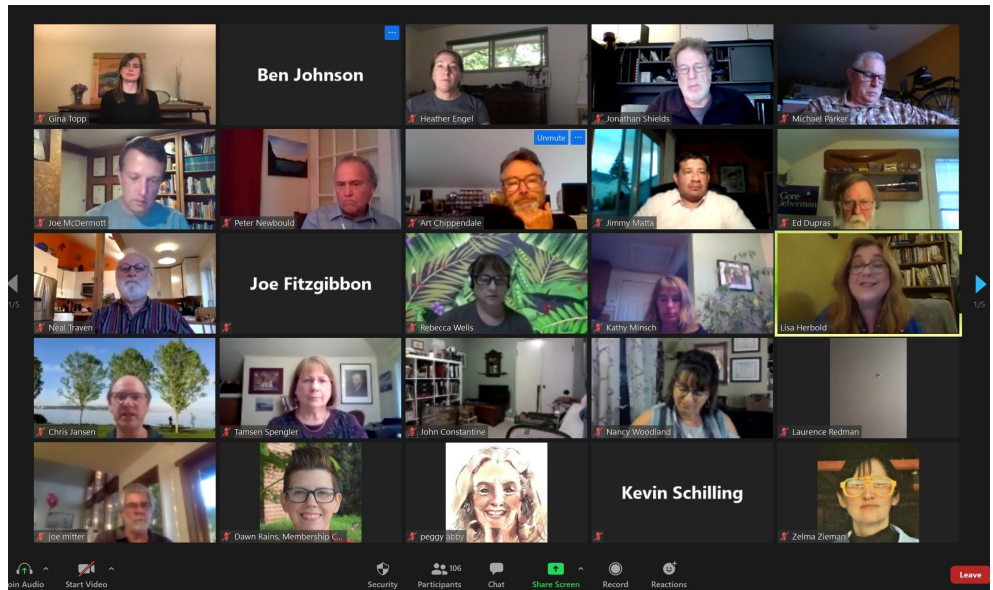 Gina Topp
Ben Johnson
Heather Engel
Jonathan Shields
Michael Parker
Joe McDermott
Peter Newbould
Unmute
Art Chippendale
Jimmy Matta
Gore
Lieberman
Ed Dupras
Neal Traven
Joe Fitzgibbon
Rebecca Wells
Kathy Minsch
Lisa Herbold
1/5
1/5
Chris Jansen
Tamsen Spengler
John Constantine
Nancy Woodland
Laurence Redman
joe mitter
Dawn Rains, Membership C...
peggy abby
Kevin Schilling
Zelma Zieman
oin Audio
Start Video
Security
Participants
106
Chat
Share Screen
Record
Reactions
Leave